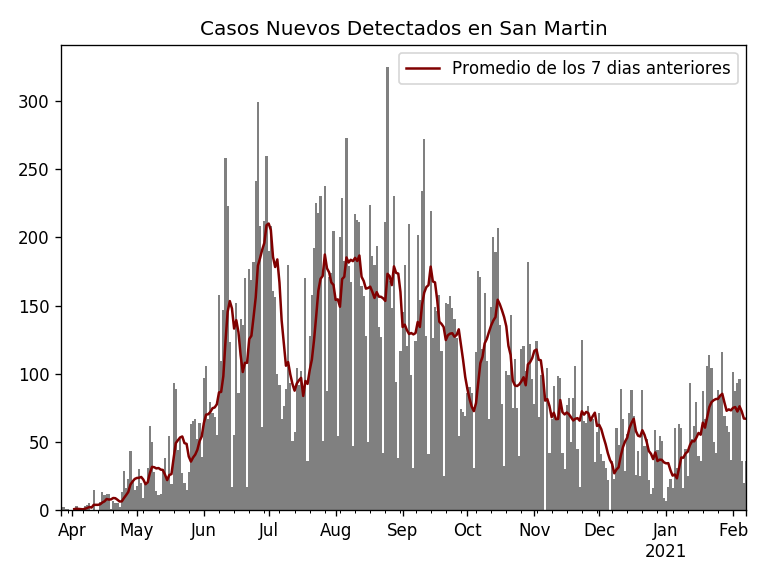 Casos Nuevos Detectados en San Martin
Promedio de los 7 dias anteriores
300
250
200
150
100
50
0
Apr May Jun Jul Aug Sep Oct Nov Dec Jan Feb
2021